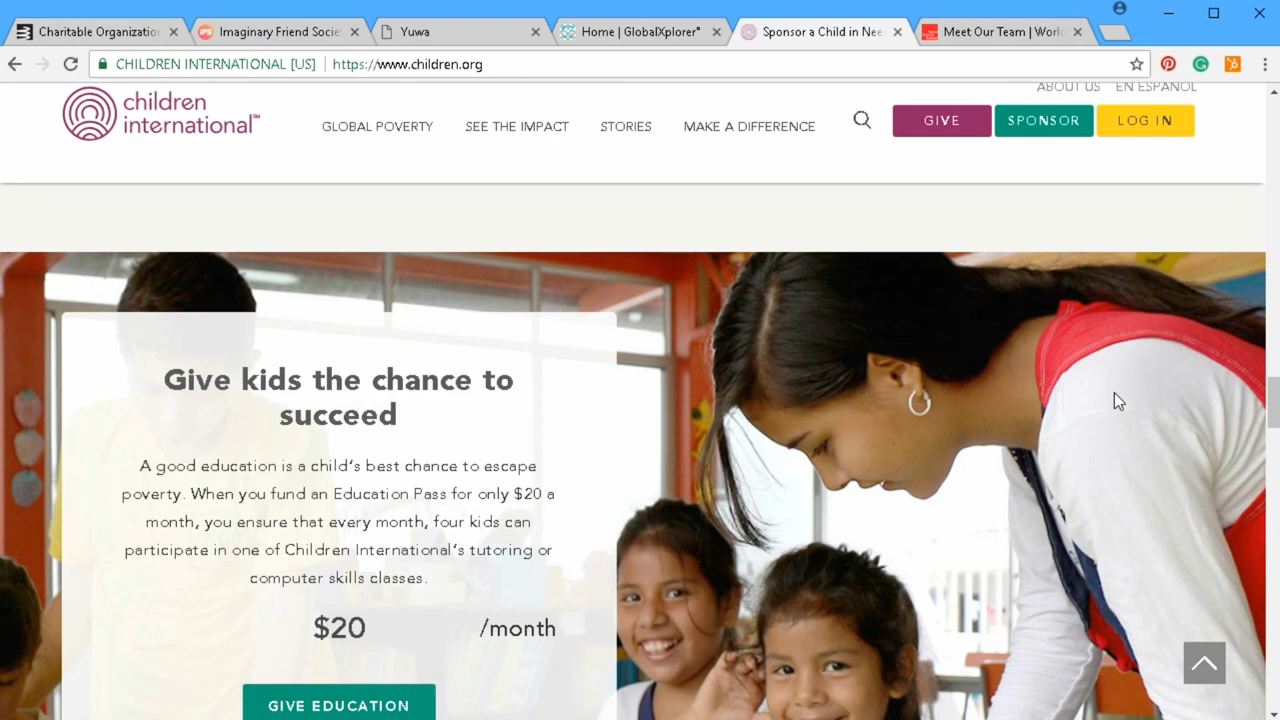 Charitable Organizatio
Imaginary Friend Socie
Yuwa
Home | GlobalXplorer°
Sponsor a Child in Nee
Meet Our Team | Worl
CHILDREN INTERNATIONAL [US]
https://www.children.org
ABOUT US EN ESPAÑOL
children
international℠
GLOBAL POVERTY
SEE THE IMPACT
STORIES
MAKE A DIFFERENCE
GIVE
SPONSOR
LOG IN
Give kids the chance to
succeed
A good education is a child's best chance to escape
poverty. When you fund an Education Pass for only $20 a
month, you ensure that every month, four kids can
participate in one of Children International's tutoring or
computer skills classes.
$20 /month
GIVE EDUCATION